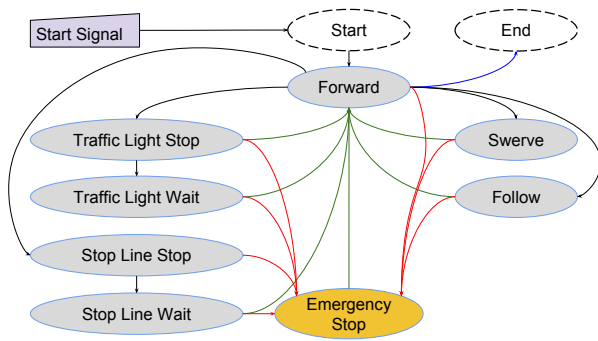 Start Signal
Start
End
Forward
Traffic Light Stop
Swerve
Traffic Light Wait
Follow
Stop Line Stop
Stop Line Wait
Emergency
Stop